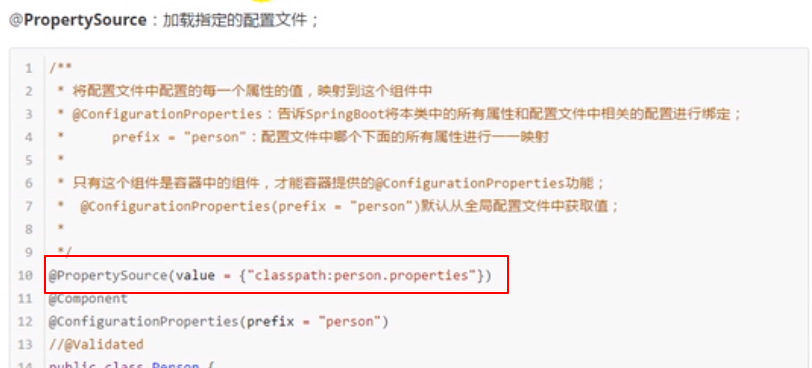 @PropertySource：加载指定的配置文件；
1 /**
2 * 将配置文件中配置的每一个属性的值，映射到这个组件中
3 * @ConfigurationProperties：告诉SpringBoot将本类中的所有属性和配置文件中相关的配置进行绑定；
4 * prefix = "person"：配置文件中哪个下面的所有属性进行一一映射
5 *
6 * 只有这个组件是容器中的组件，才能容器提供的@ConfigurationProperties功能；
7 * @ConfigurationProperties(prefix = "person")默认从全局配置文件中获取值；
8 *
9 */
10 @PropertySource(value = {"classpath:person.properties"})
11 @Component
12 @ConfigurationProperties(prefix = "person")
13 //@Validated
14 public class Person {